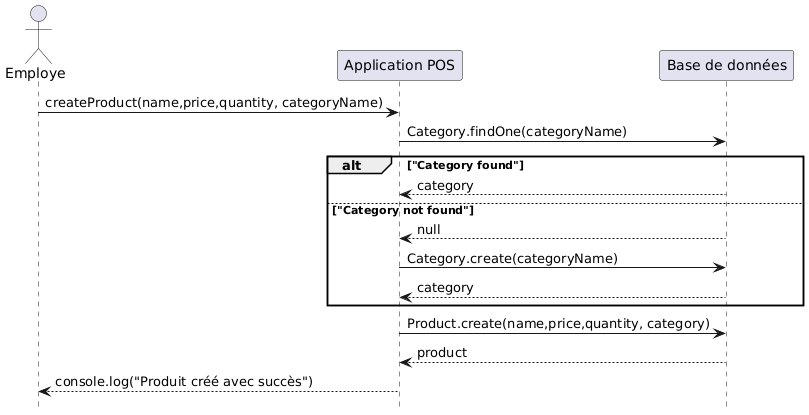 Employe
Application POS
Base de données
createProduct(name,price,quantity, categoryName)
Category.findOne(categoryName)
alt
["Category found"]
category
["Category not found"]
null
Category.create(categoryName)
category
Product.create(name,price,quantity, category)
product
console.log("Produit créé avec succès")